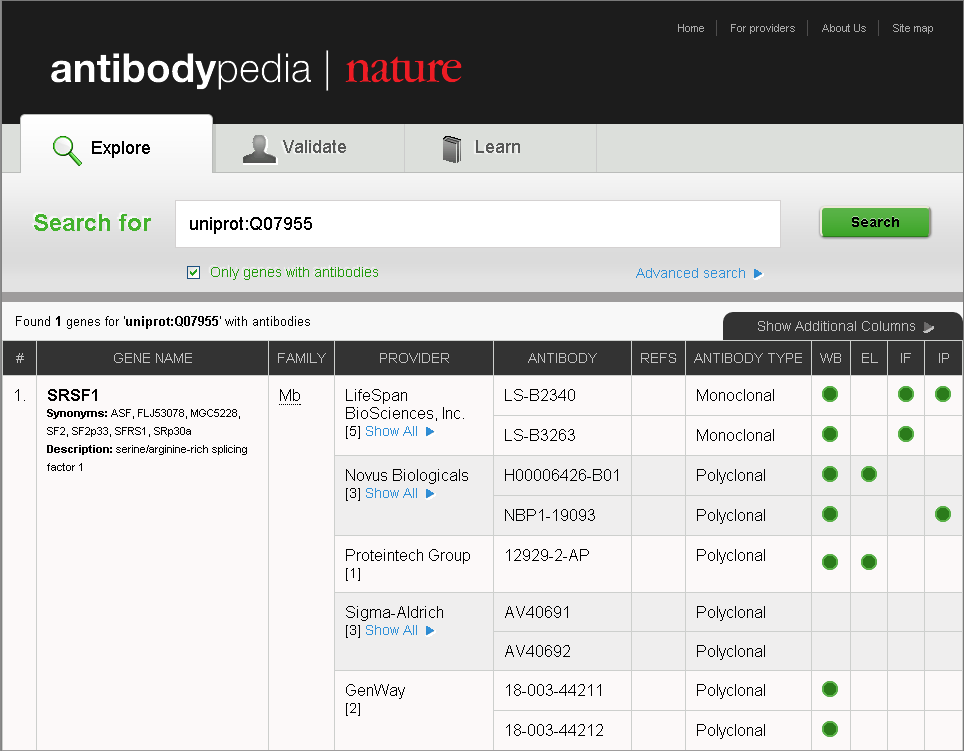 Home For providers About Us Site map
antibodypedia | nature
Explore Validate Learn
Search for uniprot:Q07955 Search
Only genes with antibodies Advanced search
Found 1 genes for 'uniprot:Q07955' with antibodies
Show Additional Columns
# GENE NAME FAMILY PROVIDER ANTIBODY REFS ANTIBODY TYPE WB EL IF IP
1. SRSF1 Mb LifeSpan LS-B2340 Monoclonal
Synonyms: ASF, FLJ53078, MGC5228, BioSciences, Inc.
SF2, SF2p33, SFRS1, SRp30a [5] Show All LS-B3263 Monoclonal
Description: serine/arginine-rich splicing
factor 1
Novus Biologicals H00006426-B01 Polyclonal
[3] Show All
NBP1-19093 Polyclonal
Proteintech Group 12929-2-AP Polyclonal
[1]
Sigma-Aldrich AV40691 Polyclonal
[3] Show All
AV40692 Polyclonal
GenWay 18-003-44211 Polyclonal
[2]
18-003-44212 Polyclonal